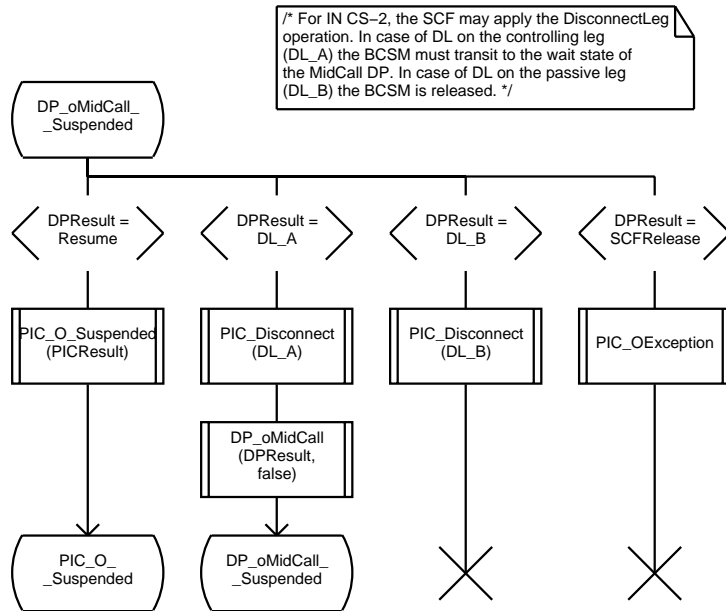 /* For IN CS−2, the SCF may apply the DisconnectLeg
operation. In case of DL on the controlling leg
(DL_A) the BCSM must transit to the wait state of
the MidCall DP. In case of DL on the passive leg
(DL_B) the BCSM is released. */
DP_oMidCall_
_Suspended
DPResult =
Resume
DPResult =
DL_A
DPResult =
DL_B
DPResult =
SCFRelease
PIC_O_Suspended
(PICResult)
PIC_Disconnect
(DL_A)
PIC_Disconnect
(DL_B)
PIC_OException
DP_oMidCall
(DPResult,
false)
PIC_O_
_Suspended
DP_oMidCall_
_Suspended